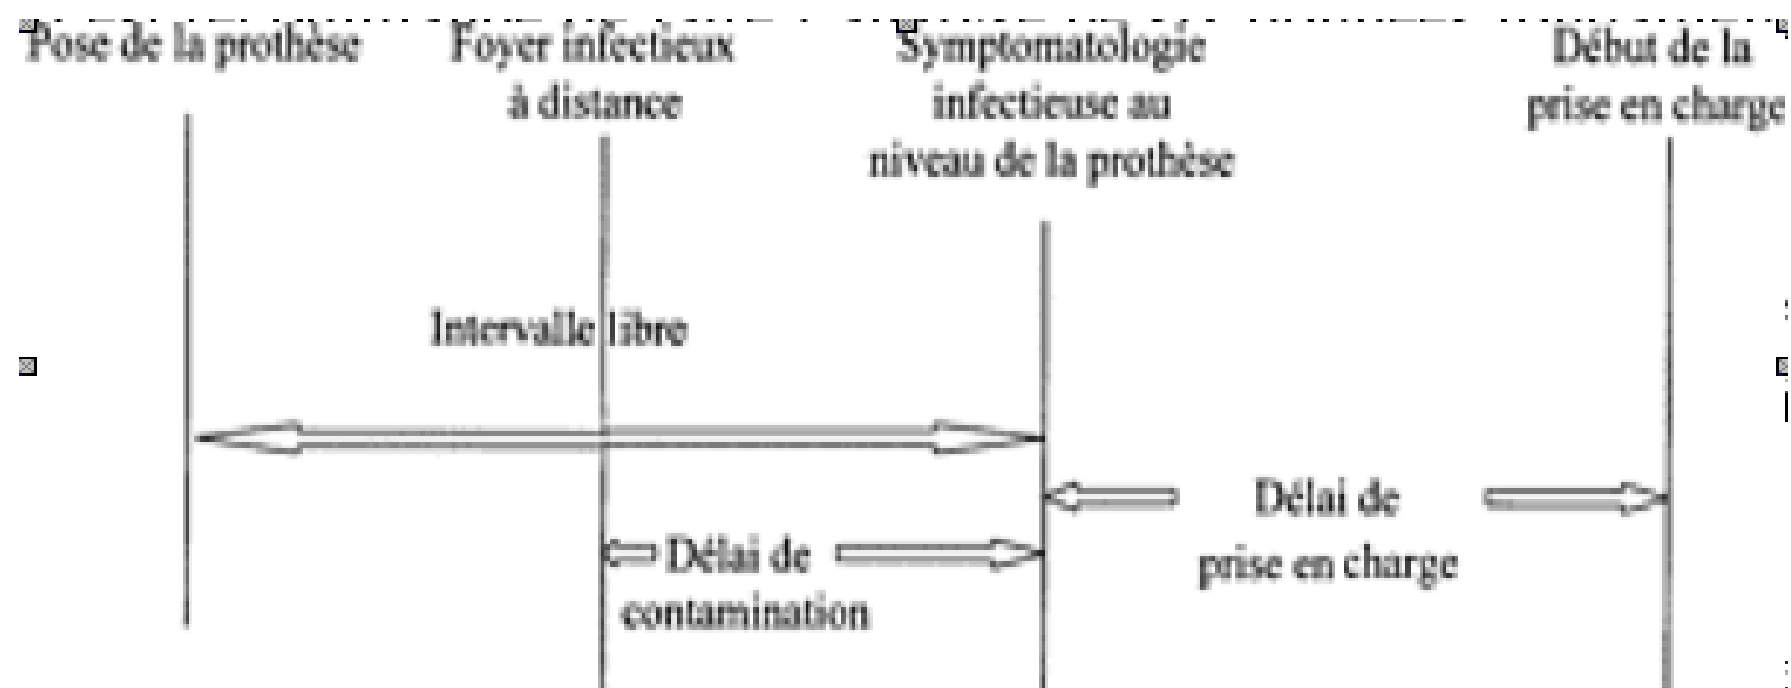 Pose de la prothèse
Foyer infectieux
à distance
Symptomatologie
infectieuse au
niveau de la prothèse
Début de la
prise en charge
Intervalle libre
Délai de
prise en charge
Délai de
contamination